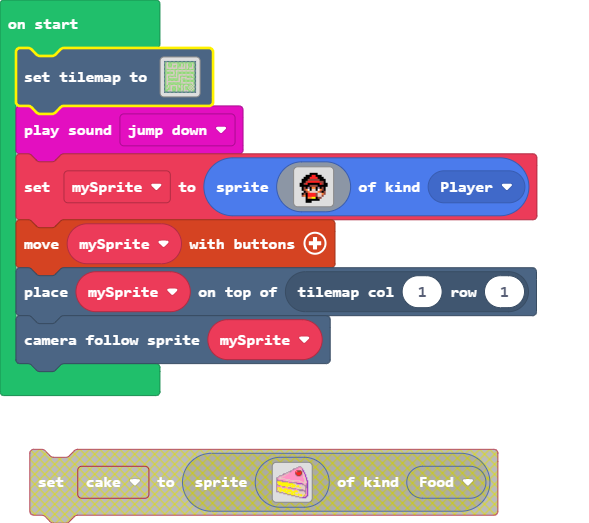 on start
set tilemap to
play sound jump down
set mySprite to sprite of kind Player
move mySprite with buttons
place mySprite on top of tilemap col 1 row 1
camera follow sprite mySprite
set cake to sprite of kind Food